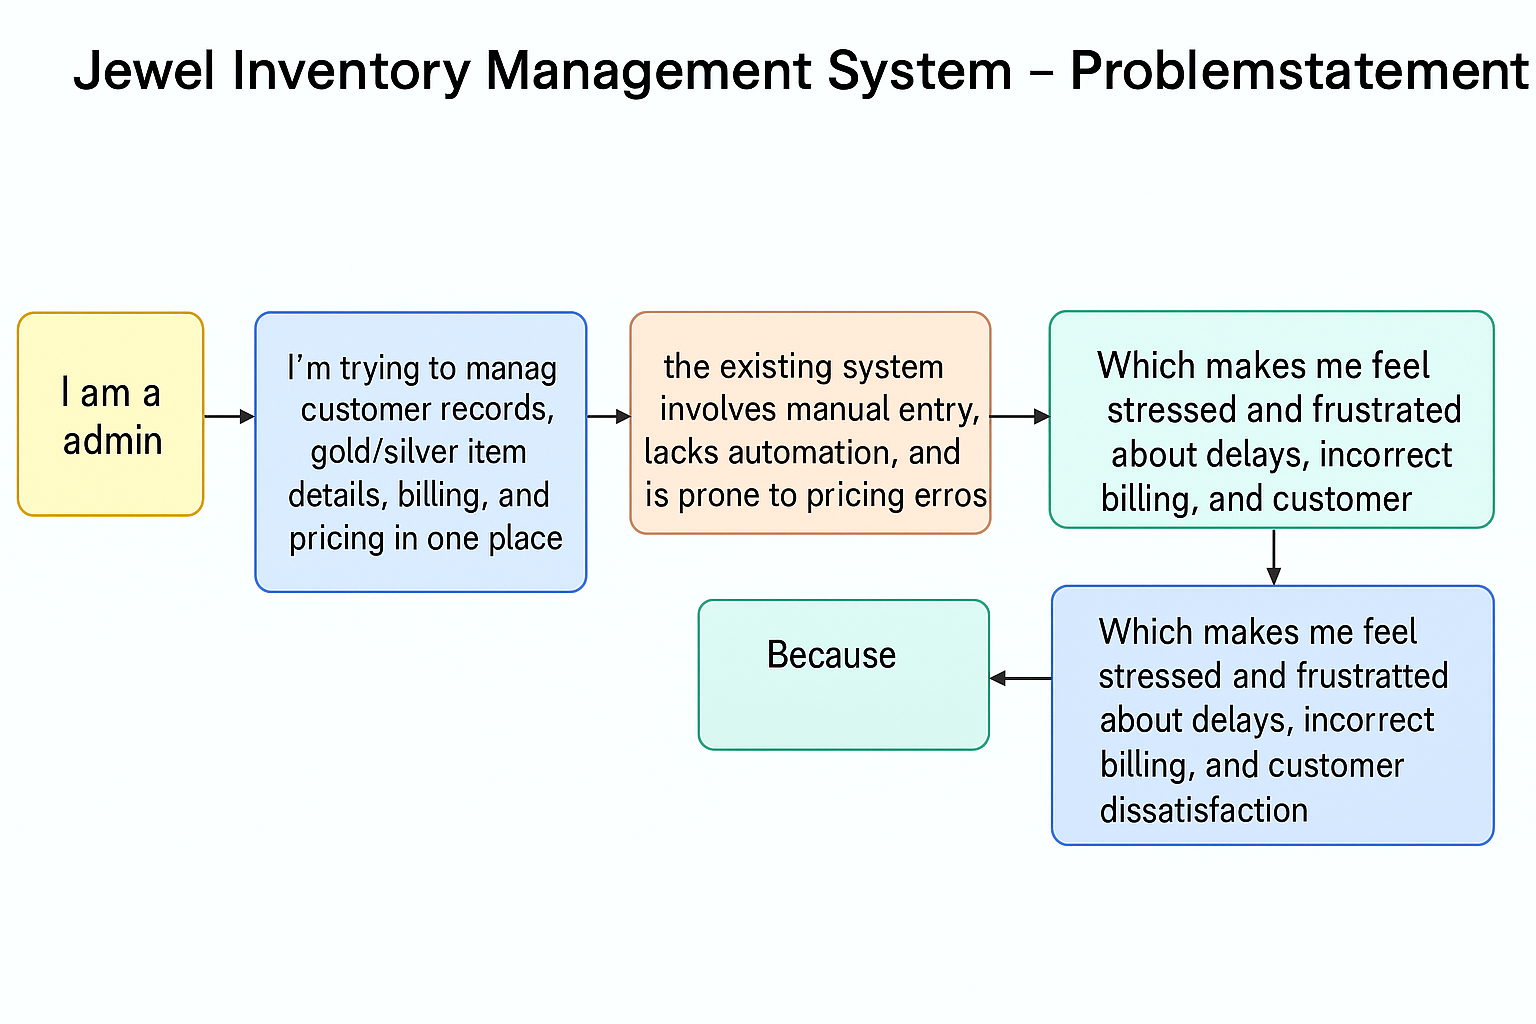 Jewel Inventory Management System – Problemstatement
I am a
admin
I'm trying to manag
customer records,
gold/silver item
details, billing, and
pricing in one place
the existing system
involves manual entry,
lacks automation, and
is prone to pricing erros
Which makes me feel
stressed and frustrated
about delays, incorrect
billing, and customer
Which makes me feel
stressed and frustratted
about delays, incorrect
billing, and customer
dissatisfaction
Because